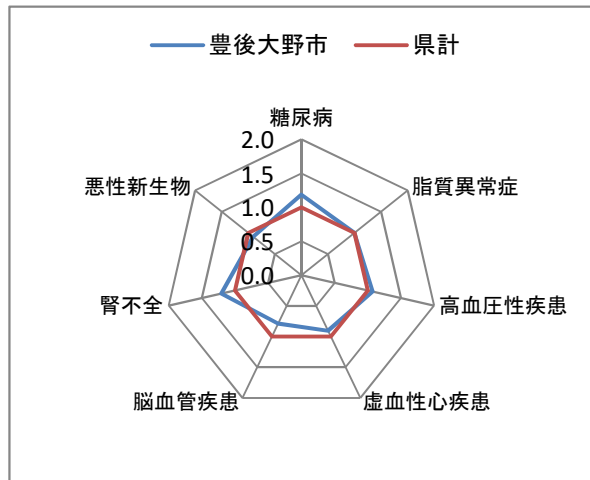 豊後大野市 県計
糖尿病
2.0
1.5
1.0
0.5
0.0
脂質異常症
高血圧性疾患
虚血性心疾患
脳血管疾患
腎不全
悪性新生物